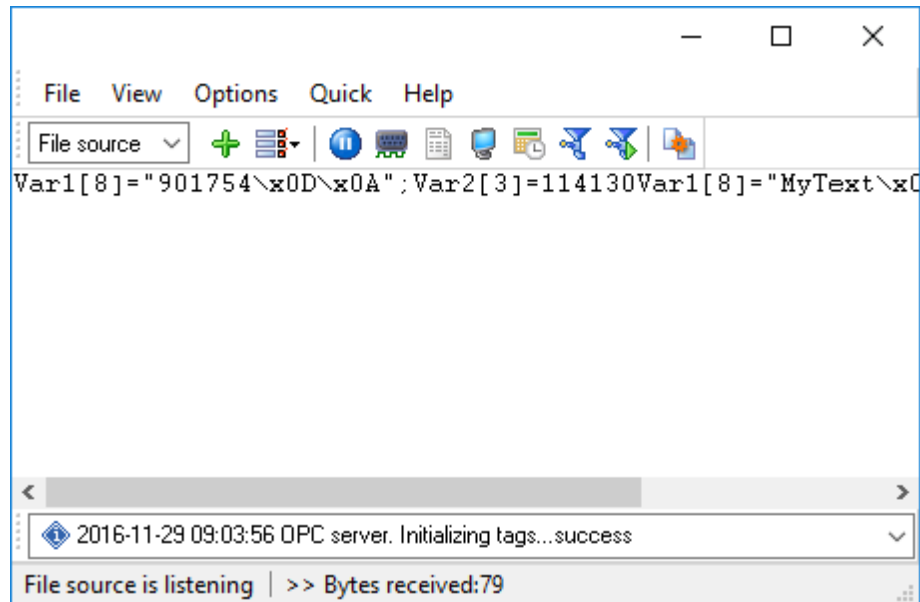 File View Options Quick Help
File source
Var1[8]="901754\x0D\x0A";Var2[3]=114130Var1[8]="MyText\x0
2016-11-29 09:03:56 OPC server. Initializing tags...success
File source is listening >> Bytes received:79